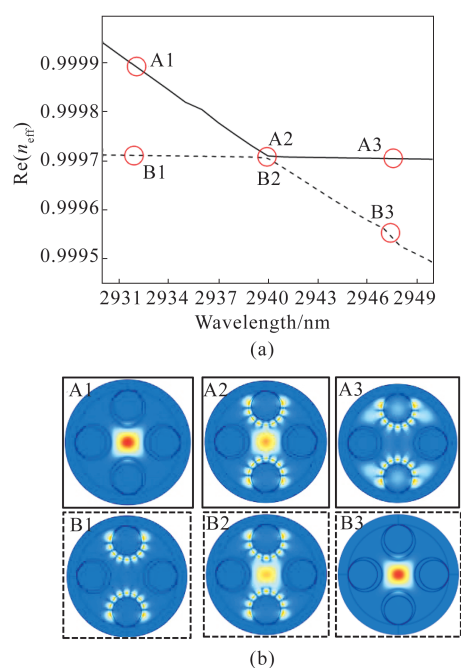 (a)
Re(n_eff)
0.9999
0.9998
0.9997
0.9996
0.9995
A1
B1
A2
B2
A3
B3
2931 2934 2937 2940 2943 2946 2949
Wavelength/nm
(a)
A1 A2 A3
B1 B2 B3
(b)